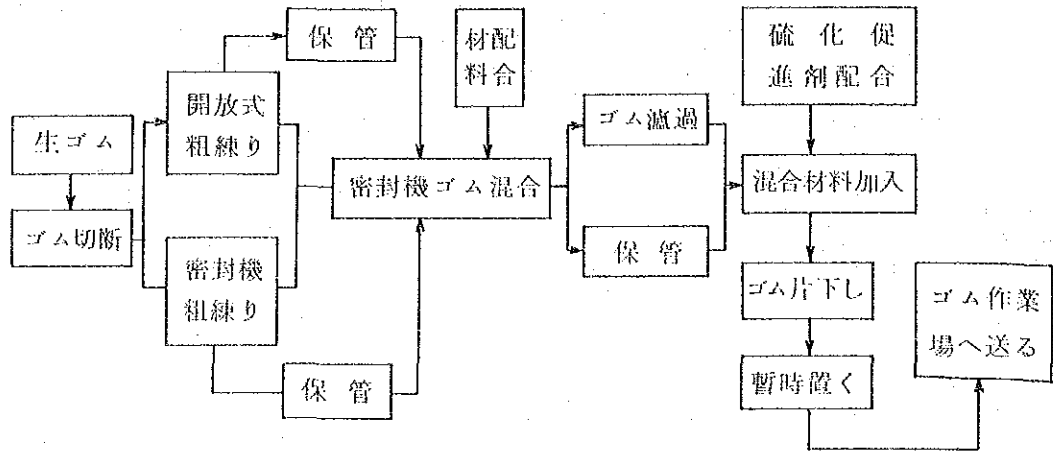 生ゴム
ゴム切断
開放式
粗練り
密封機
粗練り
保管
保管
材配
料合
密封機ゴム混合
ゴム濾過
保管
硫化促
進剤配合
混合材料加入
ゴム片下し
暫時置く
ゴム作業
場へ送る